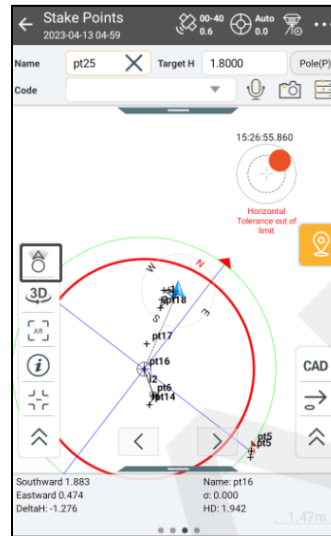 Stake Points
2023-04-13 04-59
00-40
0.6
Auto
0.0
Name pt25 Target H 1.8000 Pole(P)
Code
15:26:55.860
Horizontal
Tolerance out of
limit
N
W
S
E
pt18
3D
AR
pt17
pt16
CAD
pt6
pt14
pt5
pt5
Southward 1.883
Eastward 0.474
DeltaH: -1.276
Name: pt16
σ: 0.000
HD: 1.942
1.47m